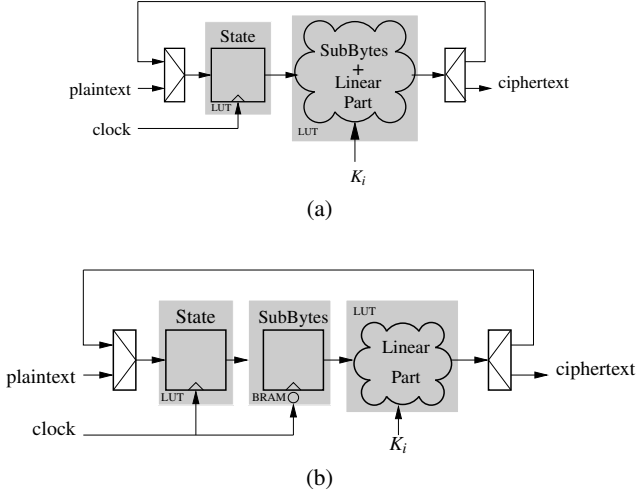 State
SubBytes
+
Linear
Part
plaintext
ciphertext
LUT
clock
LUT
K_i
(a)
State
SubBytes
LUT
Linear
Part
plaintext
ciphertext
LUT
BRAM
clock
K_i
(b)